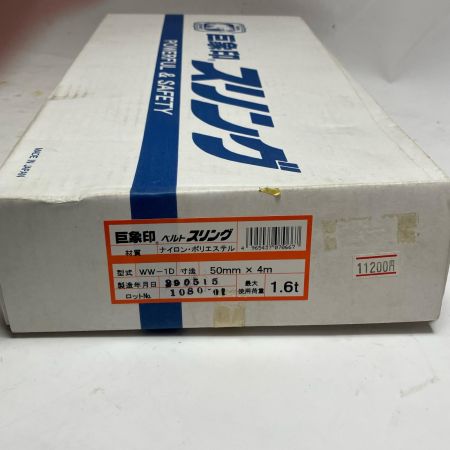 巨象印
スリング
POWERFUL & SAFETY
MADE IN JAPAN
巨象印 ベルト スリング
材質 ナイロン・ポリエステル
型式 WW-1D 寸法 50mm × 4m
製造年月日 990515
ロットNo. 1080-01
最大使用荷重 1.6t
11200円